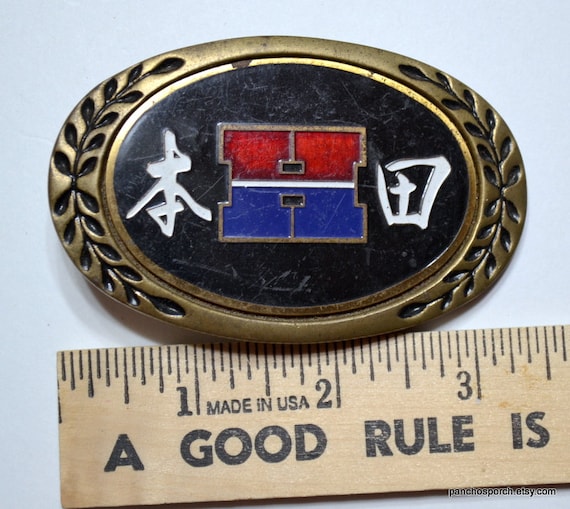 本 H 田
1 MADE IN USA 2 3
A GOOD RULE IS
panchosporch.etsy.com